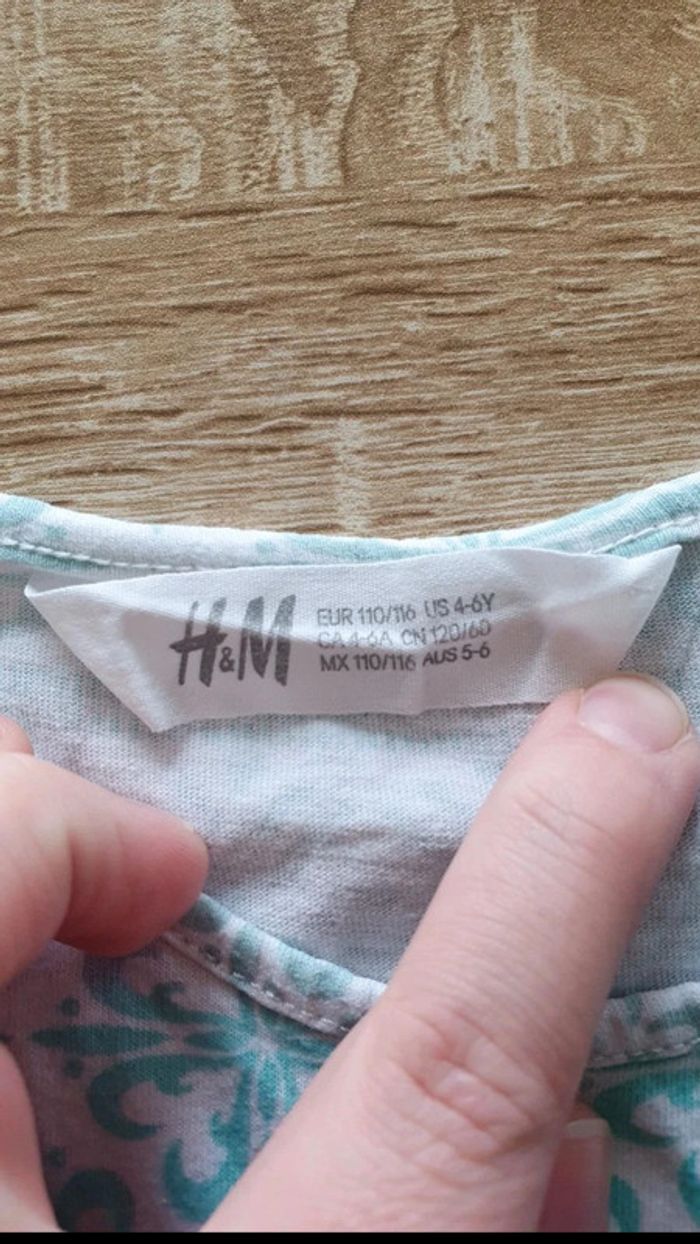 H&M
EUR 110/116 US 4-6Y
CA 4-6A CN 120/60
MX 110/116 AUS 5-6